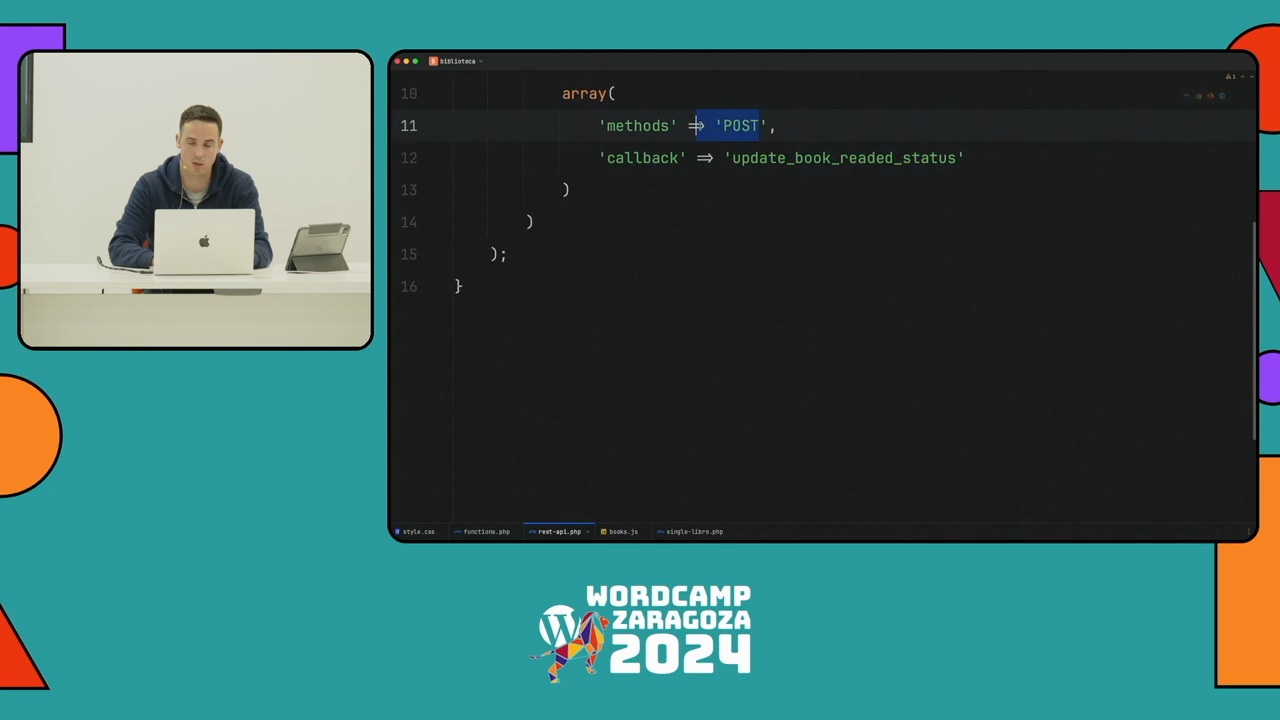 biblioteca
1
10 array(
11 'methods' => 'POST',
12 'callback' => 'update_book_readed_status'
13 )
14 )
15 );
16 }
style.css functions.php rest-api.php books.js single-libro.php
WORDCAMP
ZARAGOZA
2024